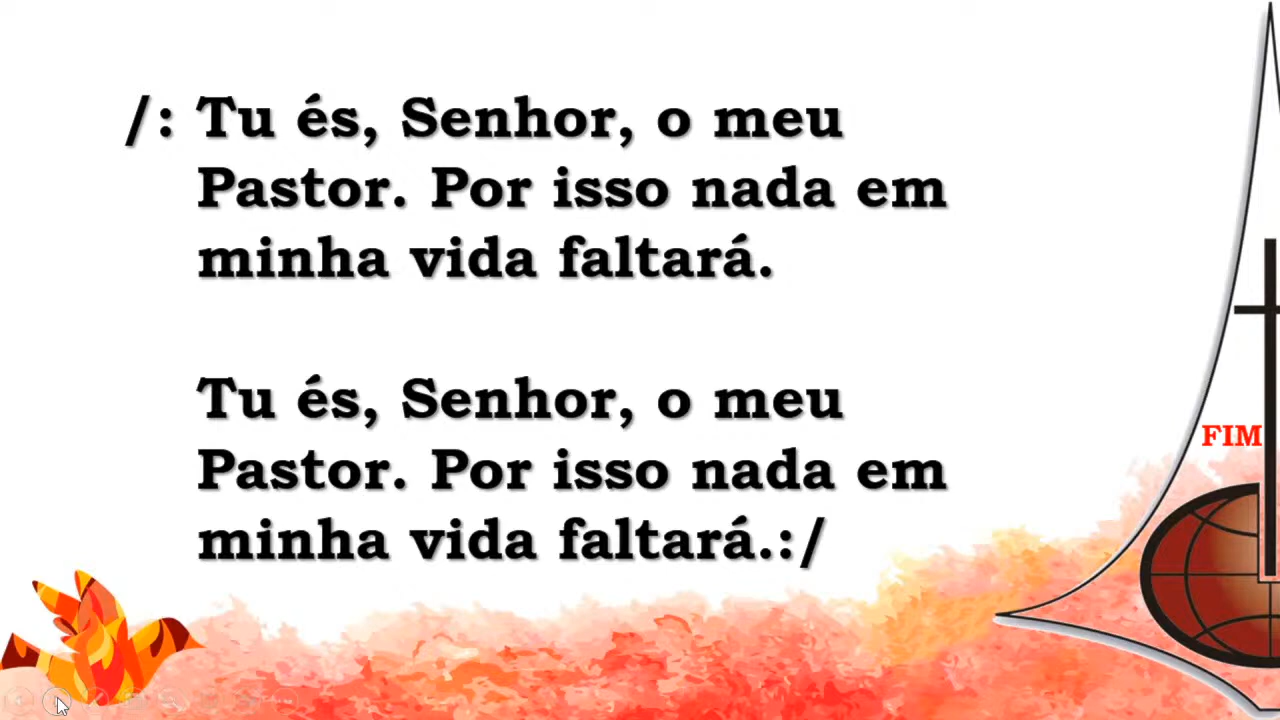 /: Tu és, Senhor, o meu
Pastor. Por isso nada em
minha vida faltará.
Tu és, Senhor, o meu
Pastor. Por isso nada em
minha vida faltará.:/
FIM